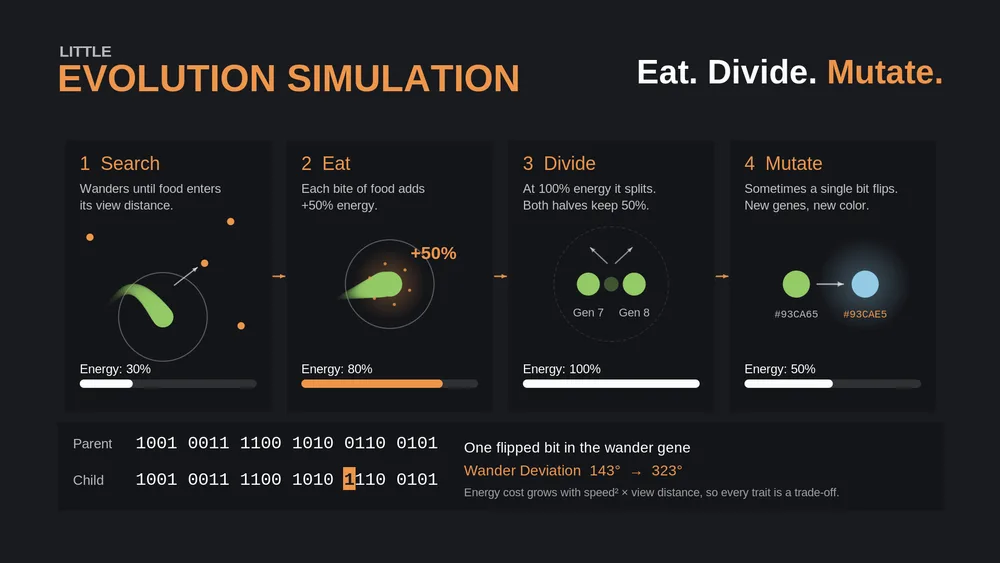 LITTLE
EVOLUTION SIMULATION
Eat. Divide. Mutate.
1 Search
Wanders until food enters
its view distance.
Energy: 30%
2 Eat
Each bite of food adds
+50% energy.
+50%
Energy: 80%
3 Divide
At 100% energy it splits.
Both halves keep 50%.
Gen 7 Gen 8
Energy: 100%
4 Mutate
Sometimes a single bit flips.
New genes, new color.
#93CA65 #93CAE5
Energy: 50%
Parent 1001 0011 1100 1010 0110 0101
Child 1001 0011 1100 1010 1110 0101
One flipped bit in the wander gene
Wander Deviation 143° → 323°
Energy cost grows with speed² × view distance, so every trait is a trade-off.